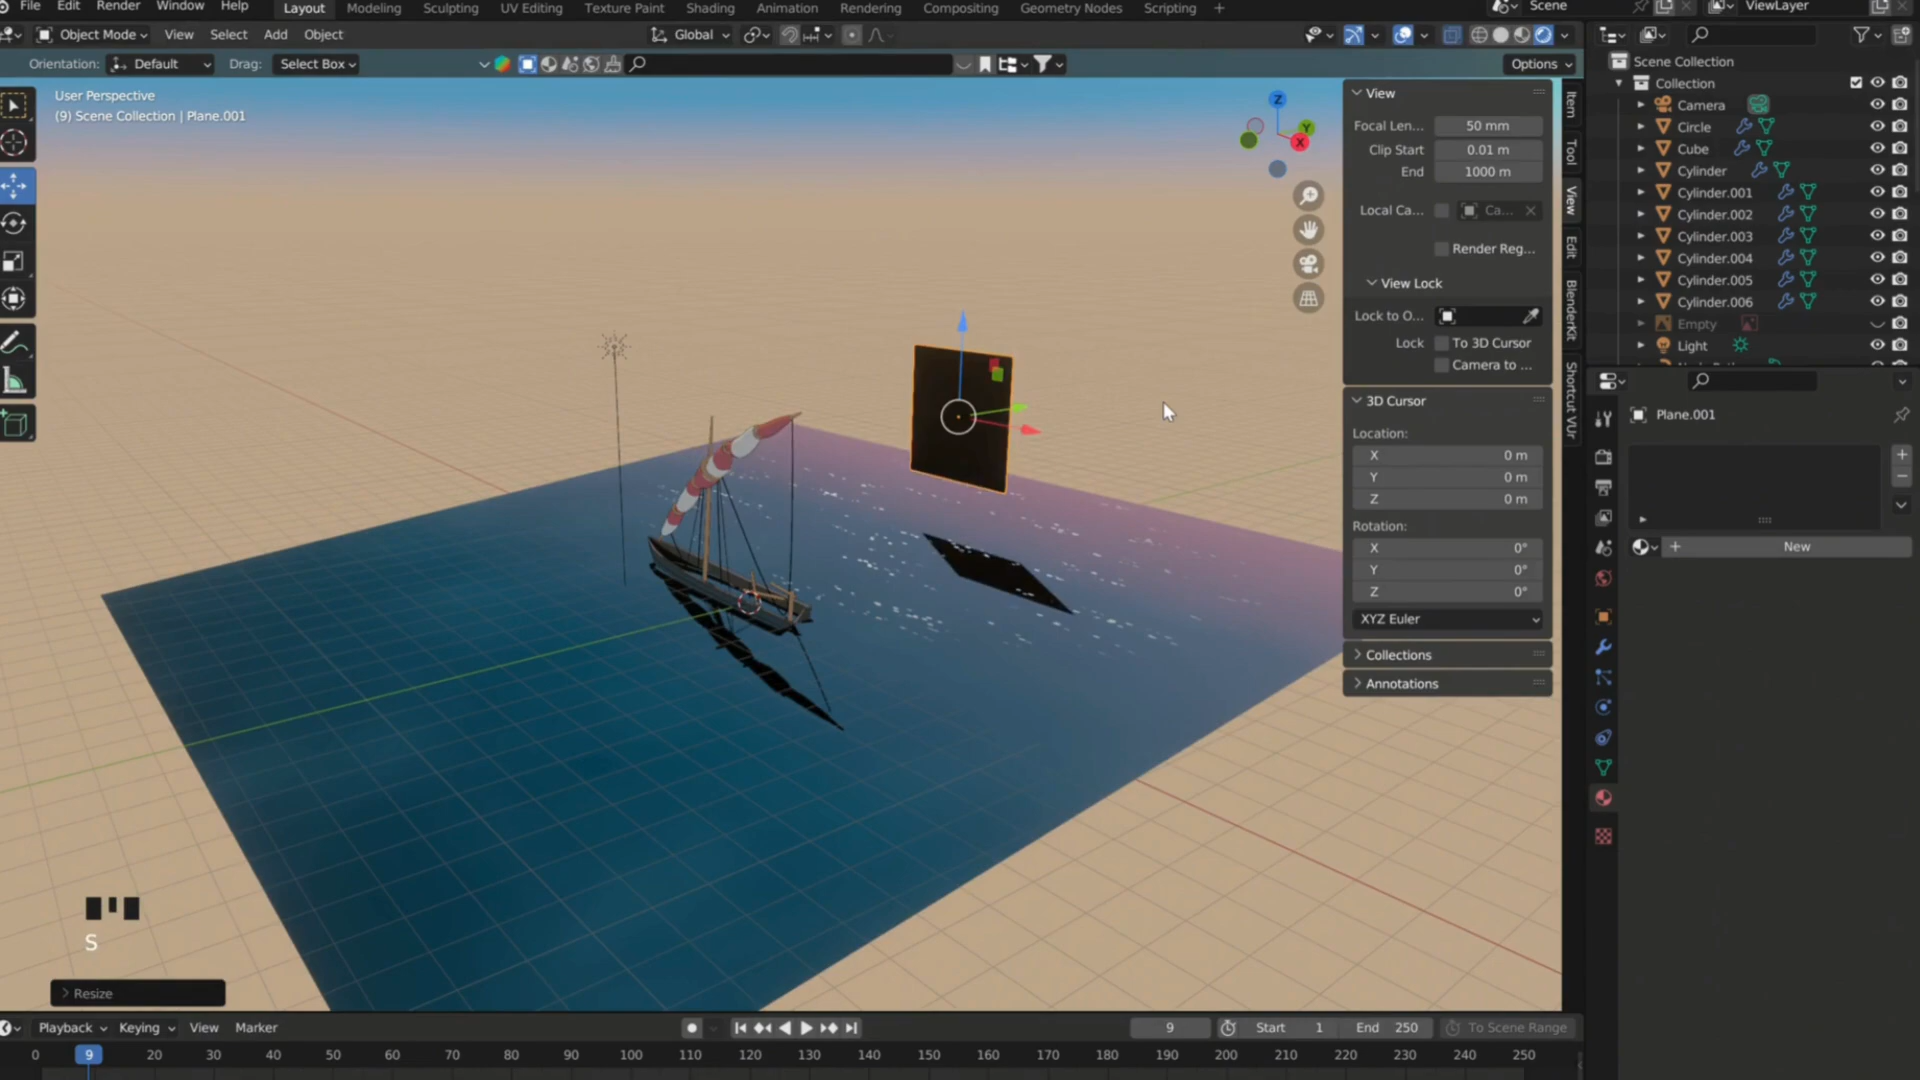 File Edit Render Window Help Layout Modeling Sculpting UV Editing Texture Paint Shading Animation Rendering Compositing Geometry Nodes Scripting + Scene ViewLayer
Object Mode View Select Add Object Global
Orientation: Default Drag: Select Box Options
User Perspective
(9) Scene Collection | Plane.001
Z
Y
X
View
Focal Len... 50 mm
Clip Start 0.01 m
End 1000 m
Local Ca... Ca...
Render Reg...
View Lock
Lock to O...
Lock To 3D Cursor
Camera to ...
3D Cursor
Location:
X 0 m
Y 0 m
Z 0 m
Rotation:
X 0°
Y 0°
Z 0°
XYZ Euler
Collections
Annotations
Item
Tool
View
Edit
BlenderKit
Shortcut VUr
Scene Collection
Collection
Camera
Circle
Cube
Cylinder
Cylinder.001
Cylinder.002
Cylinder.003
Cylinder.004
Cylinder.005
Cylinder.006
Empty
Light
Plane.001
New
S
Resize
Playback Keying View Marker 9 Start 1 End 250 To Scene Range
0 9 20 30 40 50 60 70 80 90 100 110 120 130 140 150 160 170 180 190 200 210 220 230 240 250